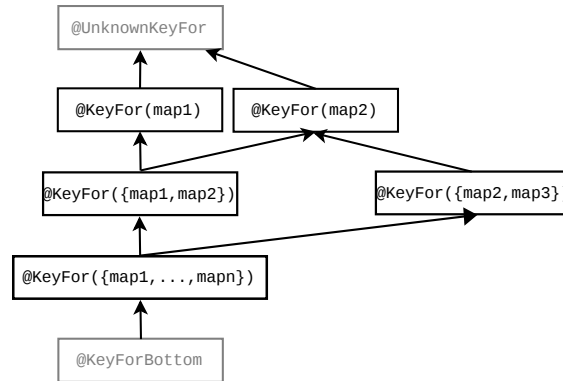 @UnknownKeyFor
@KeyFor(map1)
@KeyFor(map2)
@KeyFor({map1,map2})
@KeyFor({map2,map3})
@KeyFor({map1,...,mapn})
@KeyForBottom